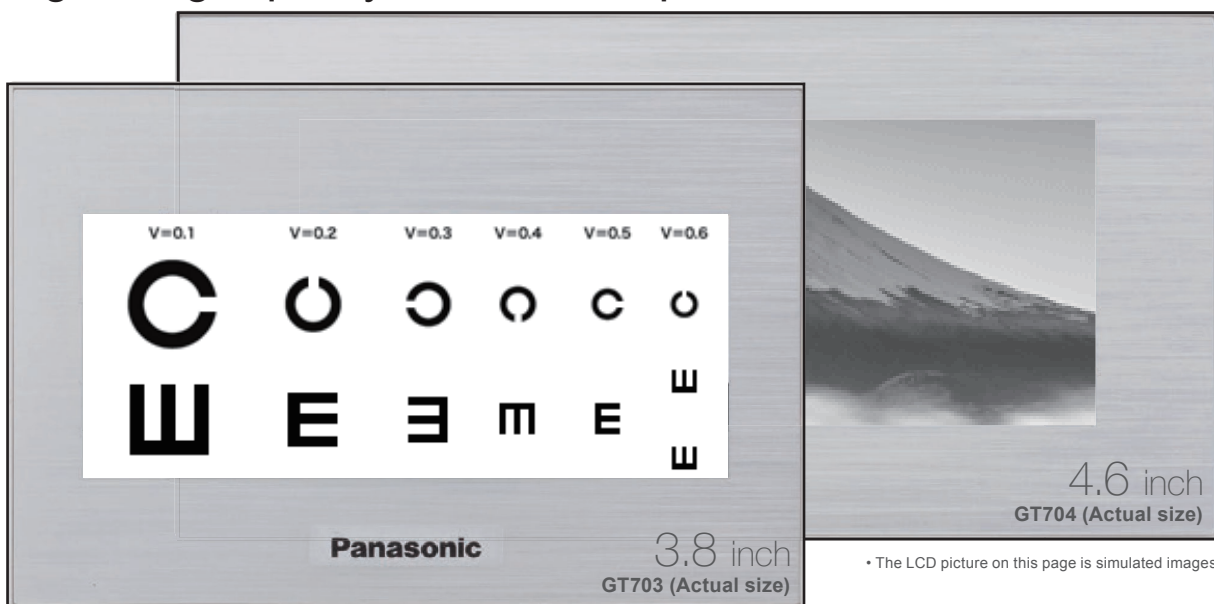 V=0.1 V=0.2 V=0.3 V=0.4 V=0.5 V=0.6
C
Ш E Ш
E
Ш
Panasonic
3.8 inch
GT703 (Actual size)
4.6 inch
GT704 (Actual size)
• The LCD picture on this page is simulated images